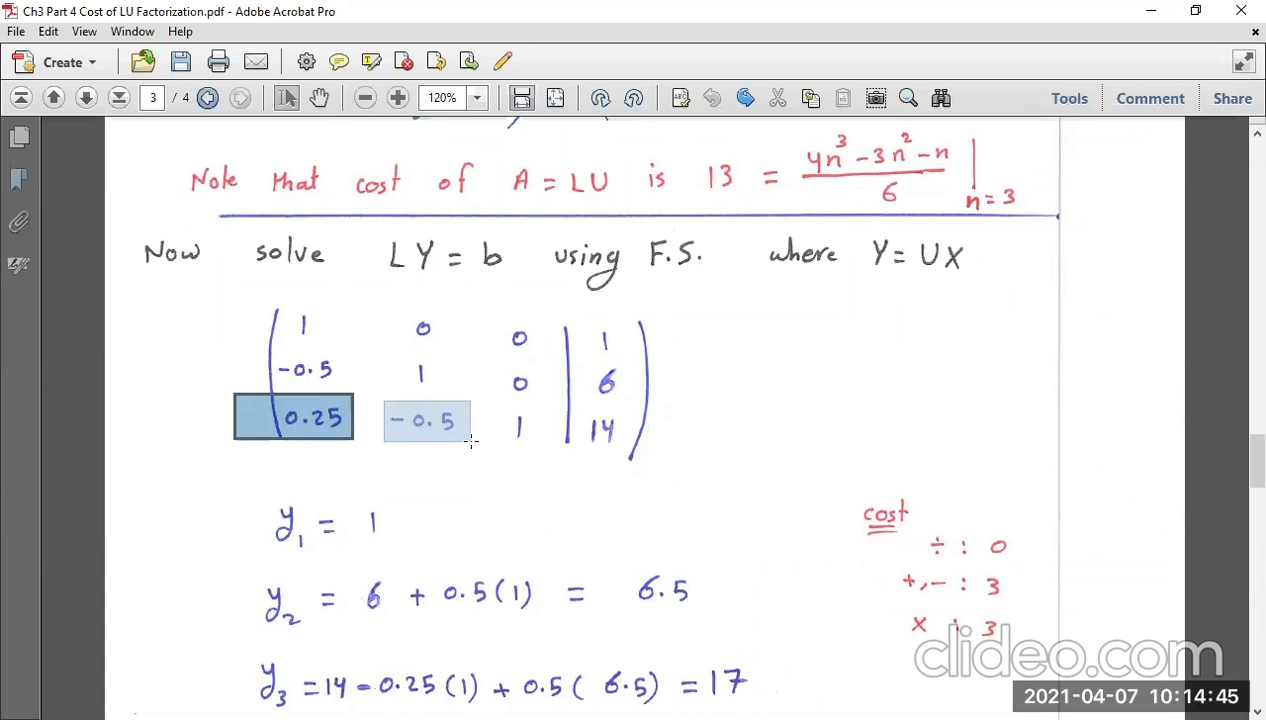 Ch3 Part 4 Cost of LU Factorization.pdf - Adobe Acrobat Pro
File Edit View Window Help
Create
3 / 4 120% Tools Comment Share
Note that cost of A = LU is 13 = (4n³ - 3n² - n)/6 | n = 3
Now solve LY = b using F.S. where Y = UX
1 0 0 | 1
-0.5 1 0 | 6
0.25 -0.5 1 | 14
y₁ = 1
cost
÷ : 0
y₂ = 6 + 0.5(1) = 6.5
+,- : 3
x : 3
y₃ = 14 - 0.25(1) + 0.5(6.5) = 17
clideo.com
2021-04-07 10:14:45